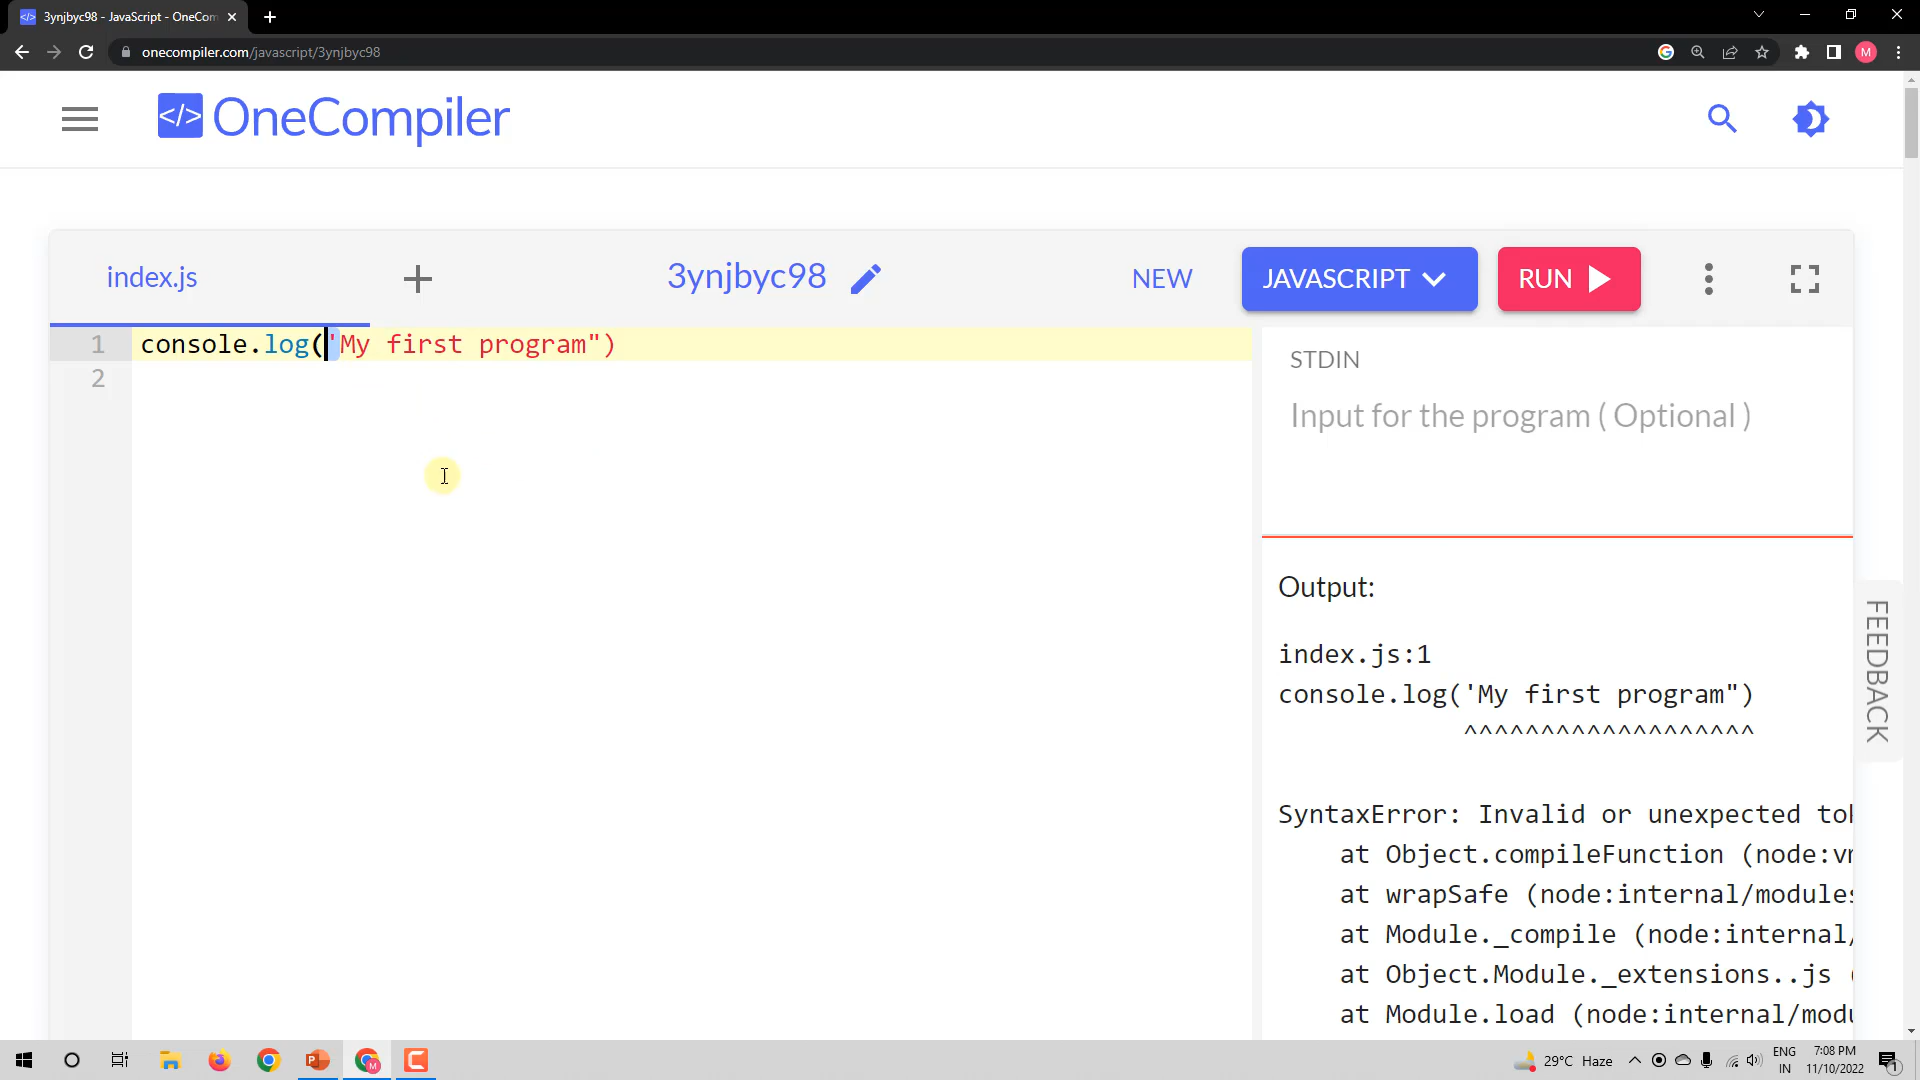 3ynjbyc98 - JavaScript - OneCom
onecompiler.com/javascript/3ynjbyc98
M
</> OneCompiler
index.js
3ynjbyc98
NEW
JAVASCRIPT
RUN
1 console.log('My first program")
2
STDIN
Input for the program ( Optional )
Output:
index.js:1
console.log('My first program")
^^^^^^^^^^^^^^^^^^^
SyntaxError: Invalid or unexpected to
at Object.compileFunction (node:v
at wrapSafe (node:internal/modules
at Module._compile (node:internal/
at Object.Module._extensions..js (
at Module.load (node:internal/modu
FEEDBACK
29°C Haze
ENG
IN
7:08 PM
11/10/2022
1